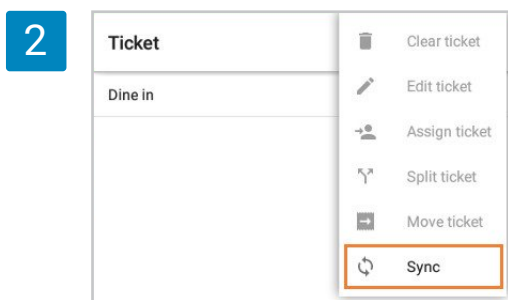 2
Ticket
Dine in
Clear ticket
Edit ticket
Assign ticket
Split ticket
Move ticket
Sync